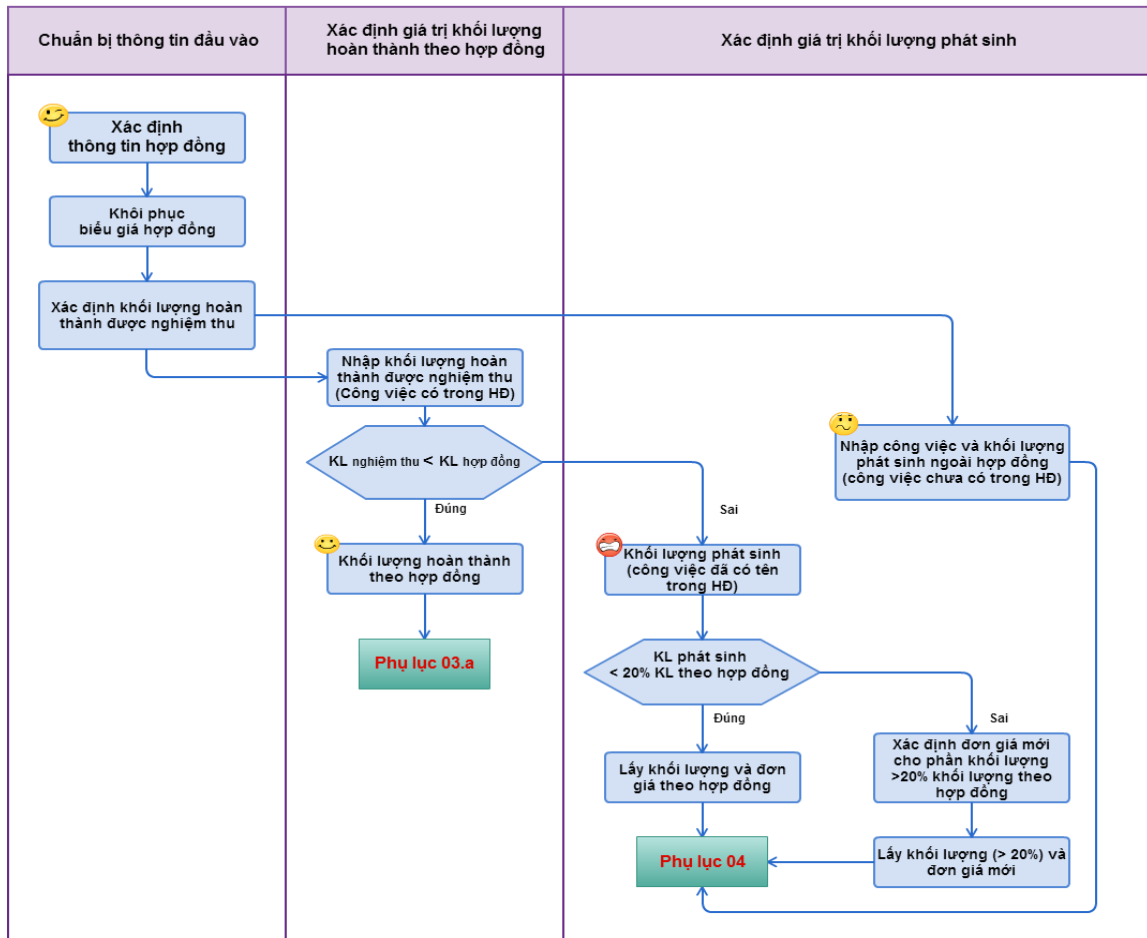 Chuẩn bị thông tin đầu vào
Xác định giá trị khối lượng
hoàn thành theo hợp đồng
Xác định giá trị khối lượng phát sinh
Xác định
thông tin hợp đồng
Khôi phục
biểu giá hợp đồng
Xác định khối lượng hoàn
thành được nghiệm thu
Nhập khối lượng hoàn
thành được nghiệm thu
(Công việc có trong HĐ)
KL nghiệm thu < KL hợp đồng
Đúng
Sai
Khối lượng hoàn thành
theo hợp đồng
Phụ lục 03.a
Nhập công việc và khối lượng
phát sinh ngoài hợp đồng
(công việc chưa có trong HĐ)
Khối lượng phát sinh
(công việc đã có tên
trong HĐ)
KL phát sinh
< 20% KL theo hợp đồng
Đúng
Sai
Lấy khối lượng và đơn
giá theo hợp đồng
Xác định đơn giá mới
cho phần khối lượng
>20% khối lượng theo
hợp đồng
Phụ lục 04
Lấy khối lượng (> 20%) và
đơn giá mới